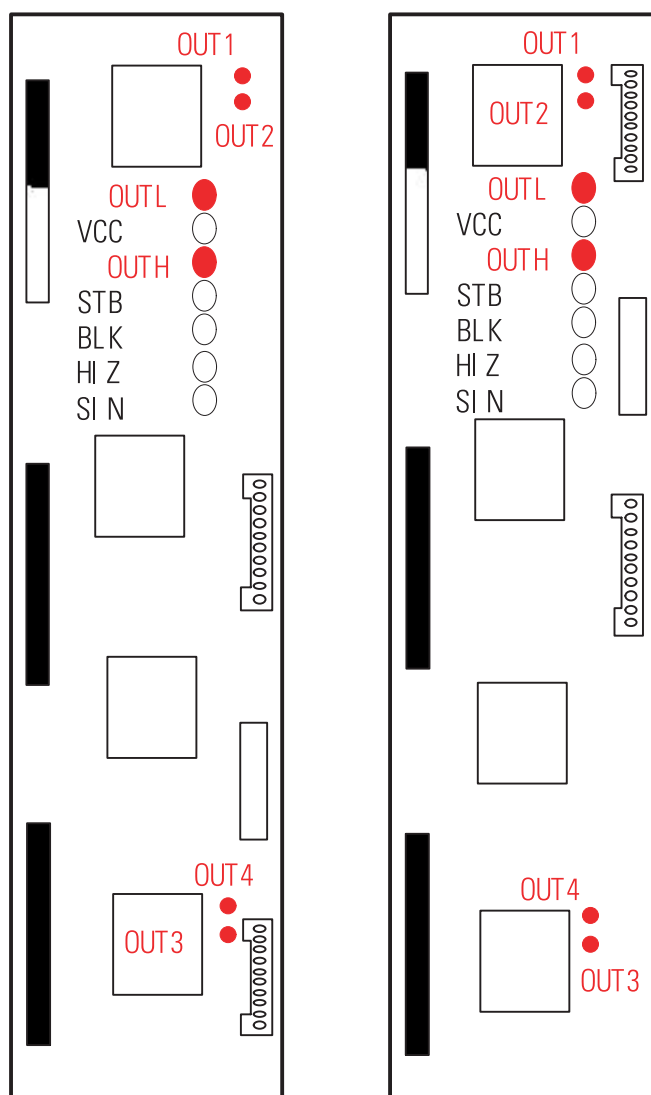 OUT1
OUT2
OUTL
VCC
OUTH
STB
BLK
HI Z
SI N
OUT4
OUT3
OUT1
OUT2
OUTL
VCC
OUTH
STB
BLK
HI Z
SI N
OUT4
OUT3